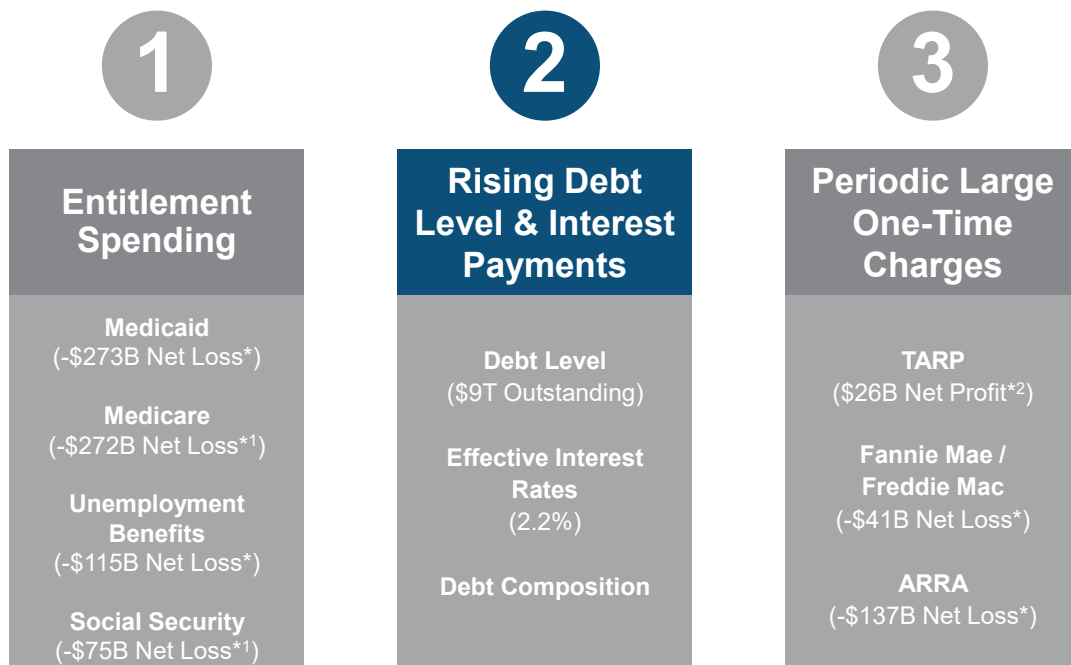 1
Entitlement
Spending
Medicaid
(-$273B Net Loss*)
Medicare
(-$272B Net Loss*1)
Unemployment
Benefits
(-$115B Net Loss*)
Social Security
(-$75B Net Loss*1)
2
Rising Debt
Level & Interest
Payments
Debt Level
($9T Outstanding)
Effective Interest
Rates
(2.2%)
Debt Composition
3
Periodic Large
One-Time
Charges
TARP
($26B Net Profit*2)
Fannie Mae /
Freddie Mac
(-$41B Net Loss*)
ARRA
(-$137B Net Loss*)